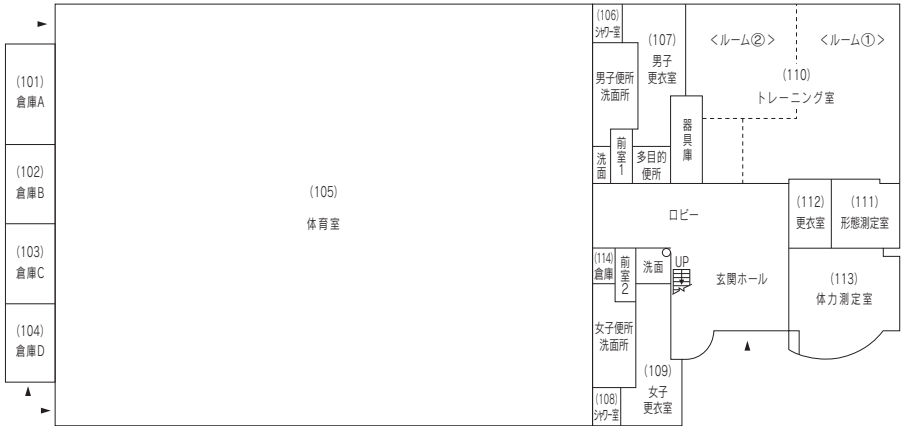 (101)
倉庫A
(102)
倉庫B
(103)
倉庫C
(104)
倉庫D
(105)
体育室
(106)
シャワー室
(107)
男子
更衣室
男子便所
洗面所
洗面
前室1
多目的
便所
器具庫
<ルーム②>
<ルーム①>
(110)
トレーニング室
ロビー
(112)
更衣室
(111)
形態測定室
(114)
倉庫
前室2
洗面
UP
玄関ホール
(113)
体力測定室
女子便所
洗面所
(109)
女子
更衣室
(108)
シャワー室